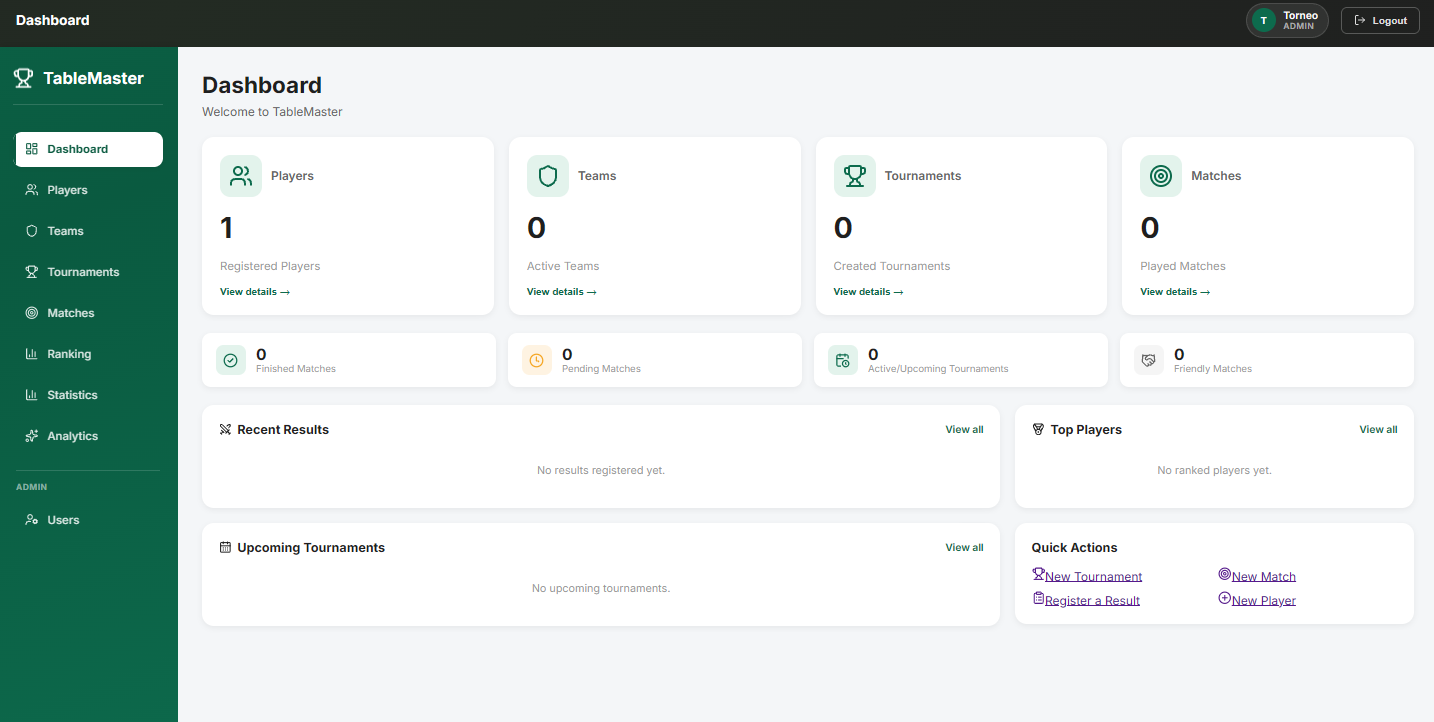 Dashboard
T
Torneo
ADMIN
Logout
TableMaster
Dashboard
Players
Teams
Tournaments
Matches
Ranking
Statistics
Analytics
ADMIN
Users
Dashboard
Welcome to TableMaster
Players
1
Registered Players
View details →
Teams
0
Active Teams
View details →
Tournaments
0
Created Tournaments
View details →
Matches
0
Played Matches
View details →
0
Finished Matches
0
Pending Matches
0
Active/Upcoming Tournaments
0
Friendly Matches
Recent Results
View all
No results registered yet.
Top Players
View all
No ranked players yet.
Upcoming Tournaments
View all
No upcoming tournaments.
Quick Actions
New Tournament
New Match
Register a Result
New Player